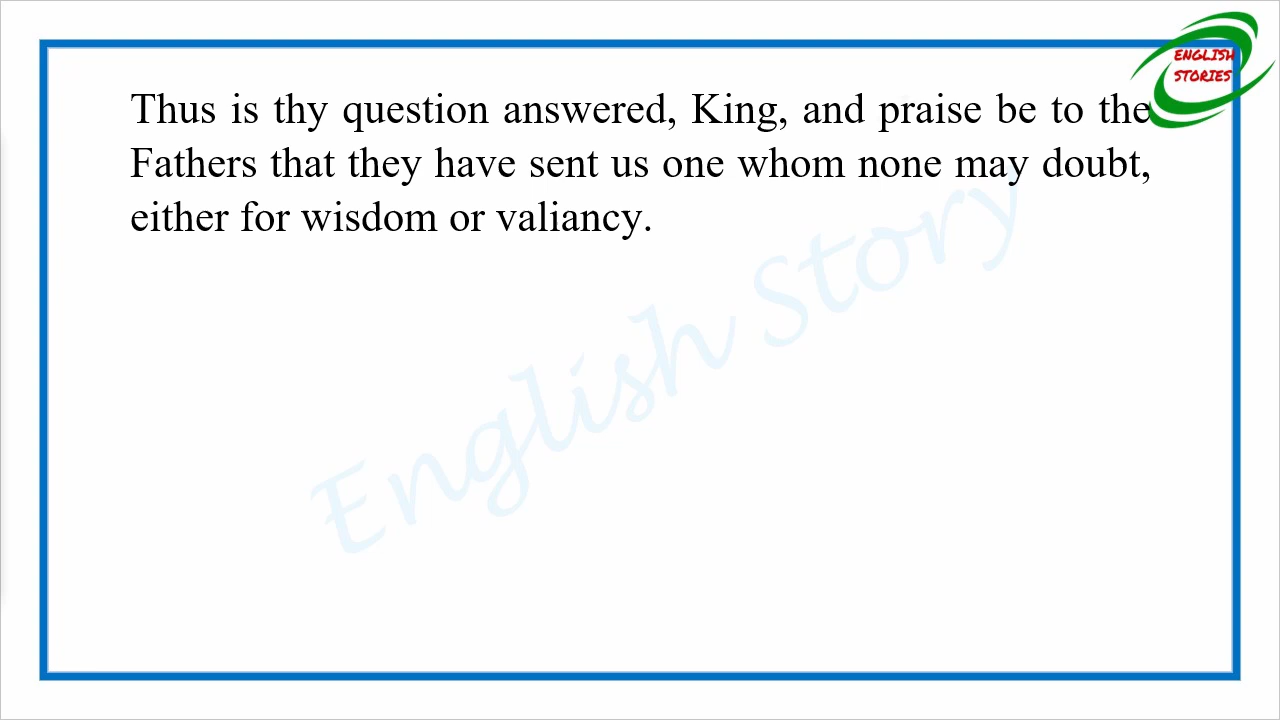 ENGLISH
STORIES
Thus is thy question answered, King, and praise be to the
Fathers that they have sent us one whom none may doubt,
either for wisdom or valiancy.
English Story